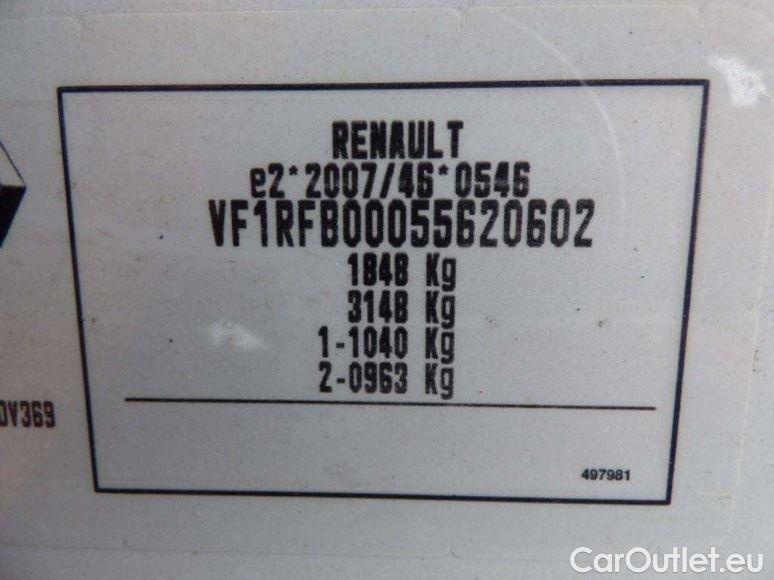 RENAULT
e2*2007/46*0546
VF1RFB00055620602
1848 Kg
3148 Kg
1-1040 Kg
2-0963 Kg
DV369
497981
CarOutlet.eu